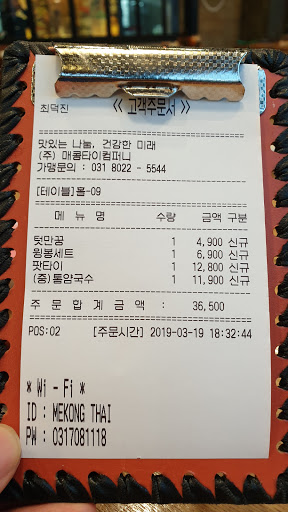 최덕진
《 고객주문서 》
맛있는 나눔, 건강한 미래
(주) 매콤타이컴퍼니
가맹문의 : 031 8022 - 5544
[테이블]홀-09
메 뉴 명 수량 금액 구분
텃만꿍 1 4,900 신규
윙봉세트 1 6,900 신규
팟타이 1 12,800 신규
(중)똠얌국수 1 11,900 신규
주 문 합 계 금 액 : 36,500
POS:02 [주문시간] 2019-03-19 18:32:44
* Wi - Fi *
ID : MEKONG THAI
PW : 0317081118